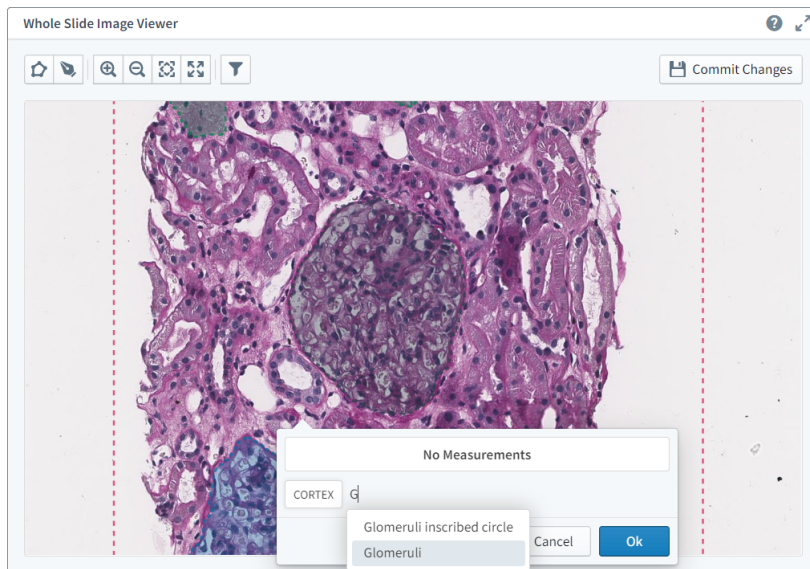 Whole Slide Image Viewer
Commit Changes
No Measurements
CORTEX G
Glomeruli inscribed circle
Glomeruli
Cancel
Ok